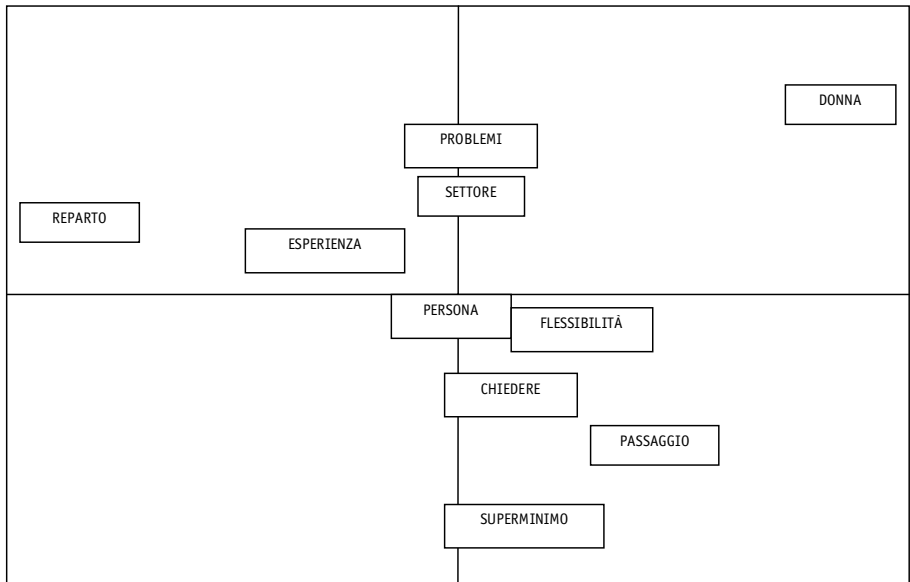 DONNA
PROBLEMI
SETTORE
REPARTO
ESPERIENZA
PERSONA
FLESSIBILITÀ
CHIEDERE
PASSAGGIO
SUPERMINIMO